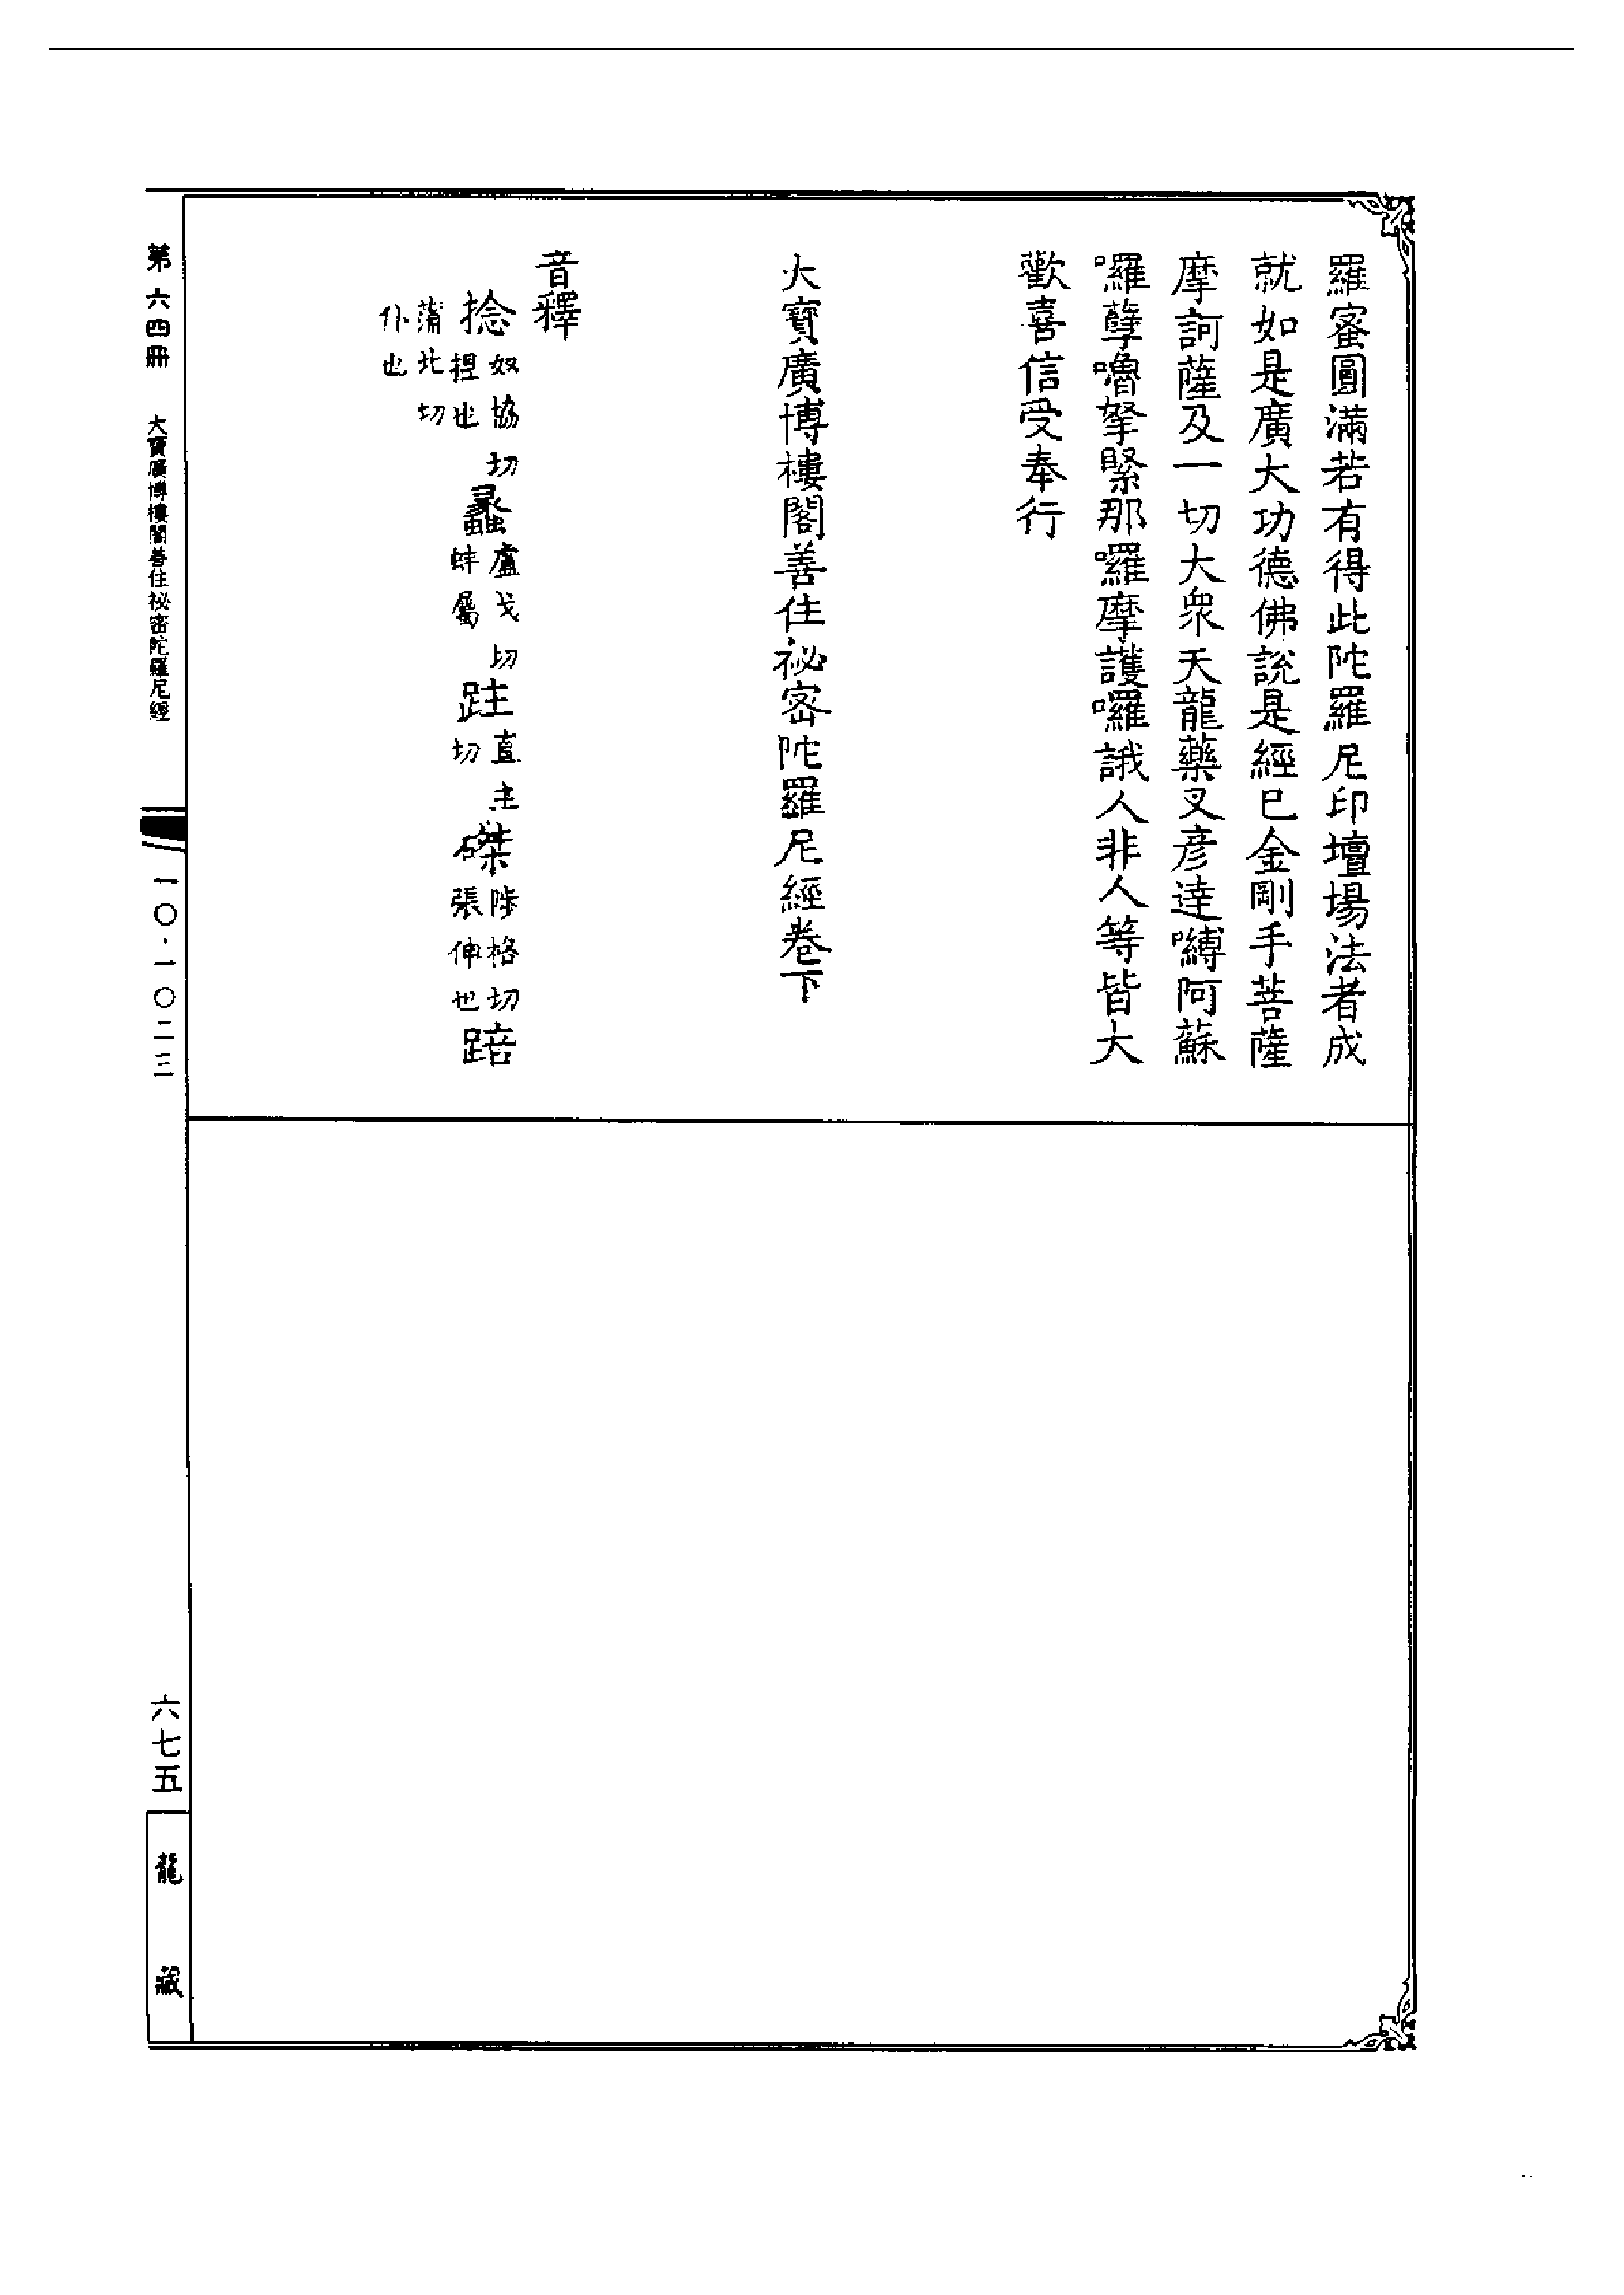 羅蜜圓滿若有得此陀羅尼印壇場法者成
就如是廣大功德佛說是經已金剛手菩薩
摩訶薩及一切大衆天龍藥叉彥達嚩阿蘇
囉孽嚕拏緊那囉摩護囉誐人非人等皆大
歡喜信受奉行
大寶廣博樓閣善住祕密陀羅尼經卷下
音釋
捻奴協切捏也蠡盧戈切蚌屬跓直主切磔陟格切張伸也踣
蒲北切仆也
第六四冊 大寶廣博樓閣善住祕密陀羅尼經
一〇·一〇二三
六七五
龍藏